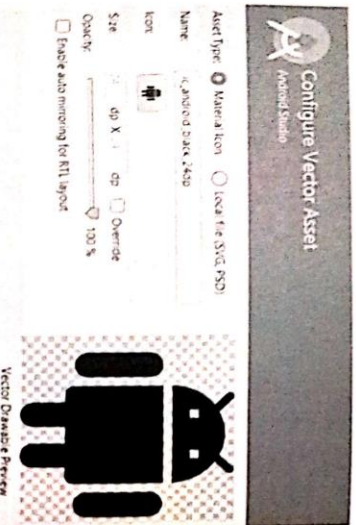 Configure Vector Asset
Android Studio
Asset Type: Material Icon Local file (SVG, PSD)
Name: ic_android_black_24dp
Icon:
Size: dp X dp Override
Opacity: 100 %
Enable auto mirroring for RTL layout
Vector Drawable Preview